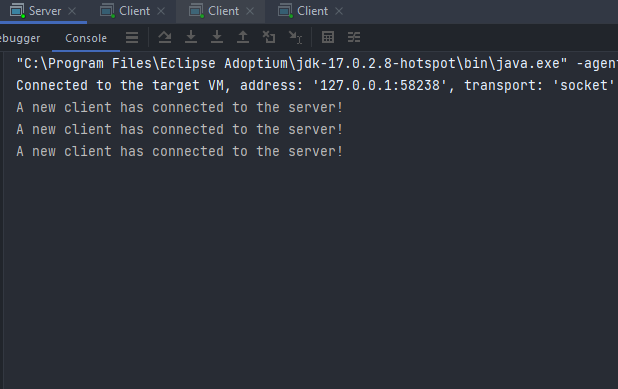 Server Client Client Client
ebugger Console
"C:\Program Files\Eclipse Adoptium\jdk-17.0.2.8-hotspot\bin\java.exe" -agent
Connected to the target VM, address: '127.0.0.1:58238', transport: 'socket'
A new client has connected to the server!
A new client has connected to the server!
A new client has connected to the server!